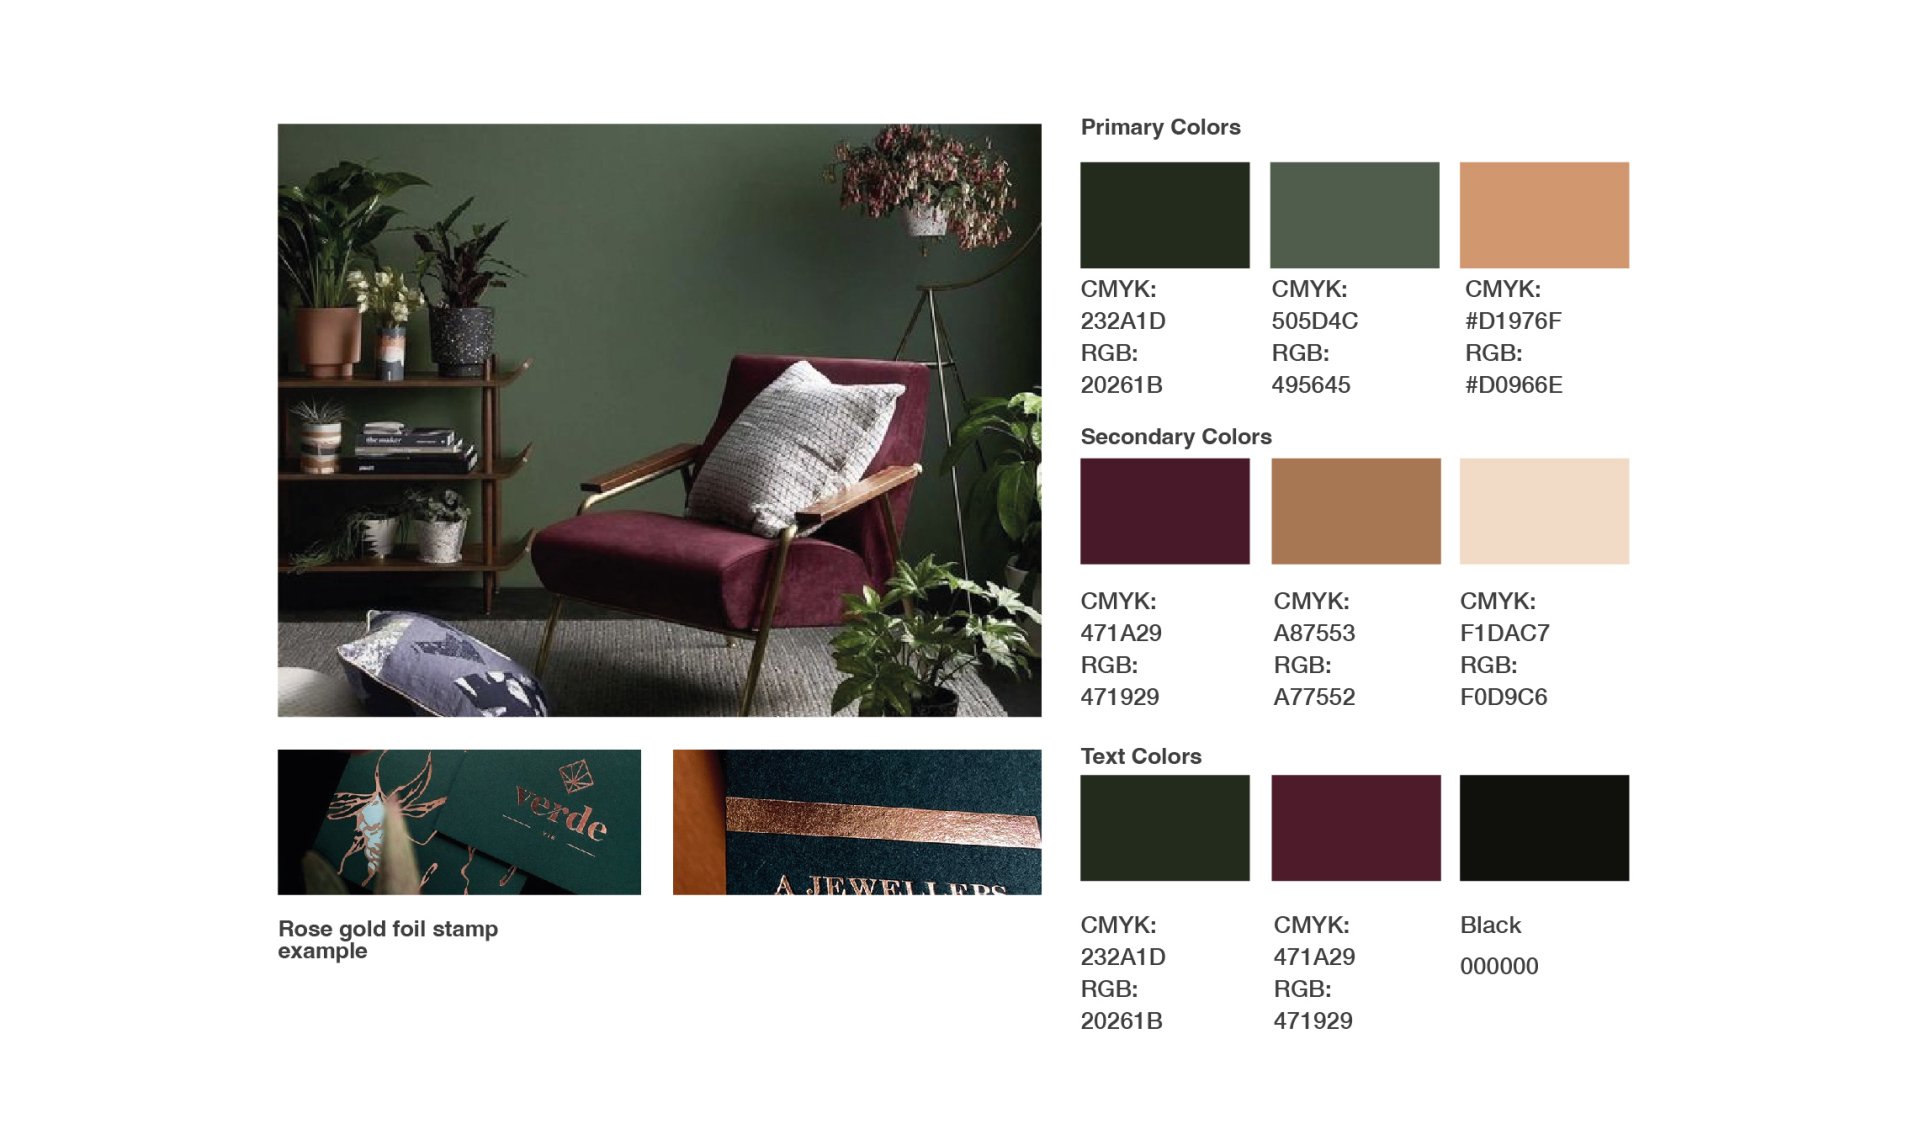 Primary Colors
CMYK:
232A1D
RGB:
20261B
CMYK:
505D4C
RGB:
495645
CMYK:
#D1976F
RGB:
#D0966E
Secondary Colors
CMYK:
471A29
RGB:
471929
CMYK:
A87553
RGB:
A77552
CMYK:
F1DAC7
RGB:
F0D9C6
Text Colors
CMYK:
232A1D
RGB:
20261B
CMYK:
471A29
RGB:
471929
Black
000000
the maker
verde
A JEWELLERS
Rose gold foil stamp
example